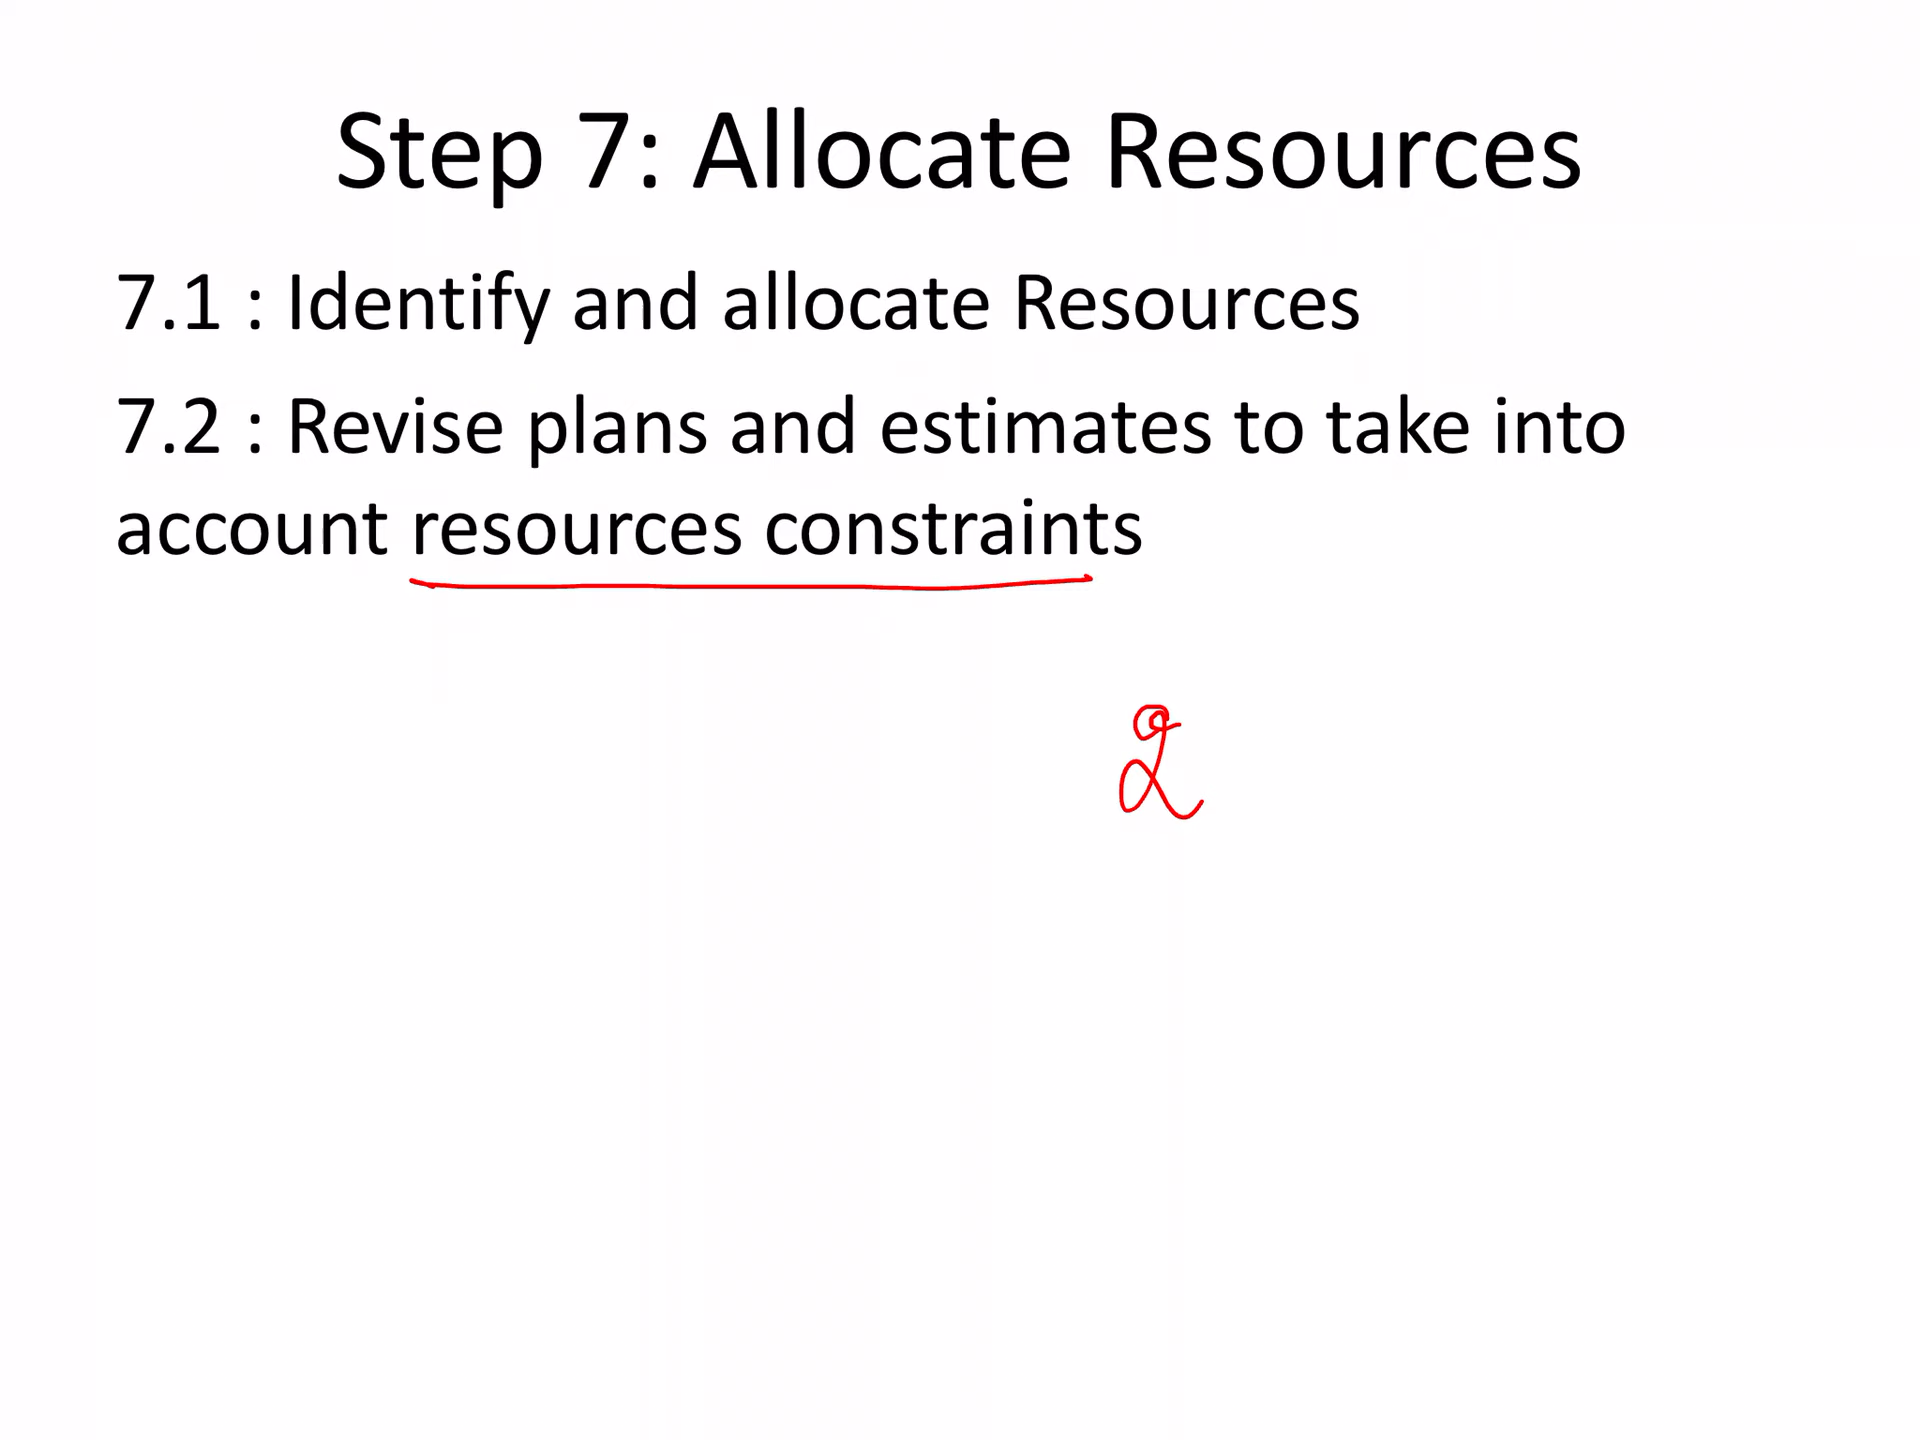 Step 7: Allocate Resources
7.1 : Identify and allocate Resources
7.2 : Revise plans and estimates to take into
account resources constraints